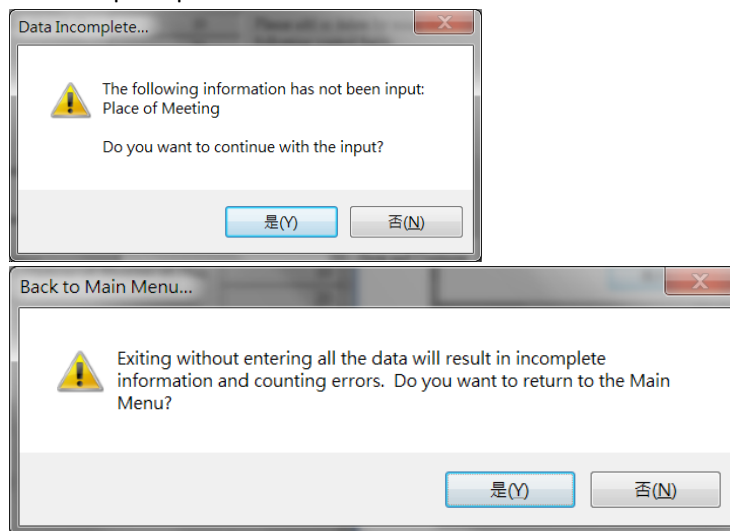 Data Incomplete...
The following information has not been input:
Place of Meeting
Do you want to continue with the input?
是(Y)
否(N)
Back to Main Menu...
Exiting without entering all the data will result in incomplete
information and counting errors. Do you want to return to the Main
Menu?
是(Y)
否(N)